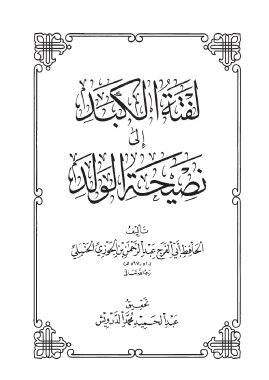 لفتة الكبد
إلى
نصيحة الولد
تأليف
الحافظ أبي الفرج عبد الرحمن بن الجوزي الحنبلي
رحمه الله تعالى
تحقيق
عبد الحميد محمد الدرويش